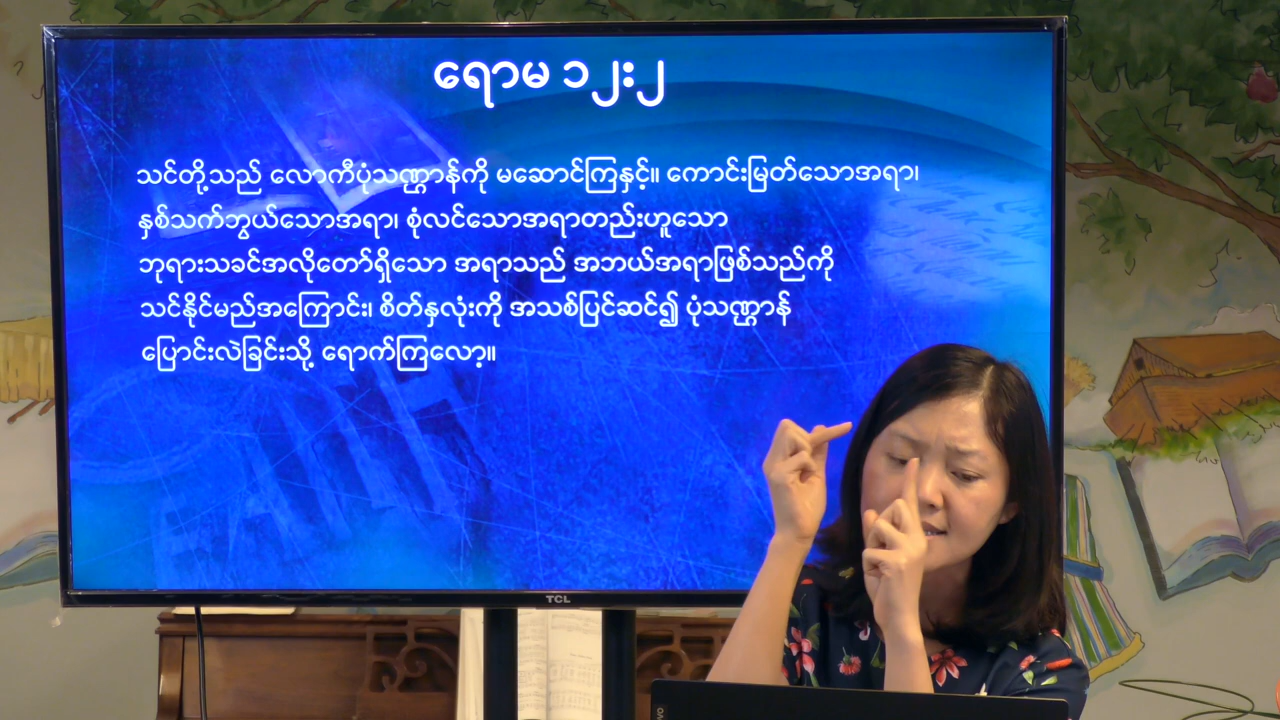 ရောမ ၁၂း၂
သင်တို့သည် လောကီပုံသဏ္ဌာန်ကို မဆောင်ကြနှင့်။ ကောင်းမြတ်သောအရာ၊
နှစ်သက်ဘွယ်သောအရာ၊ စုံလင်သောအရာတည်းဟူသော
ဘုရားသခင်အလိုတော်ရှိသော အရာသည် အဘယ်အရာဖြစ်သည်ကို
သင်နိုင်မည်အကြောင်း၊ စိတ်နှလုံးကို အသစ်ပြင်ဆင်၍ ပုံသဏ္ဌာန်
ပြောင်းလဲခြင်းသို့ ရောက်ကြလော့။
FAITH
TCL